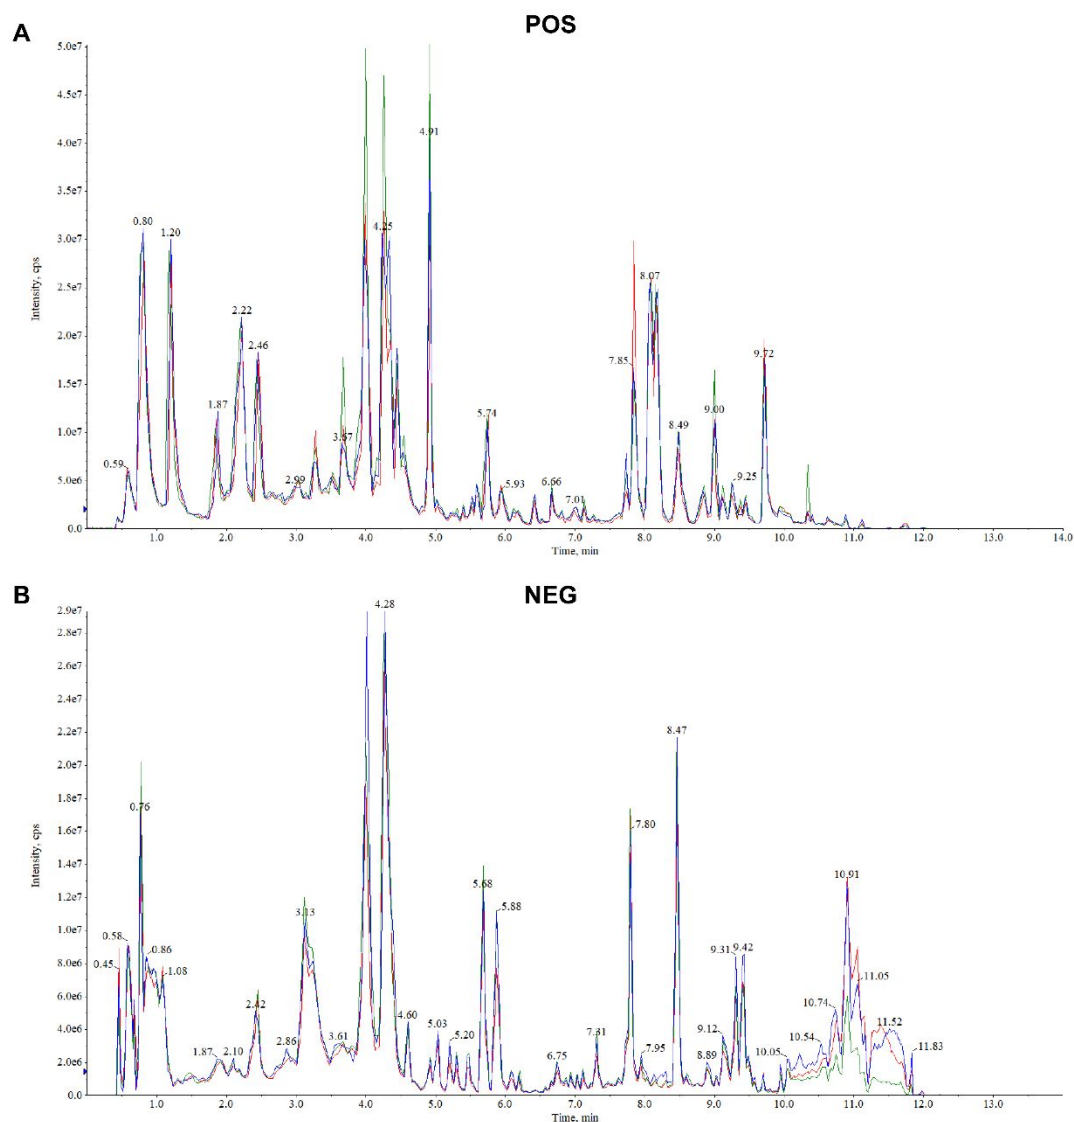 A
POS
5.0e7
4.5e7
4.0e7
3.5e7
3.0e7
2.5e7
2.0e7
1.5e7
1.0e7
5.0e6
0.0
Intensity, cps
0.59
0.80
1.20
1.87
2.22
2.46
2.99
3.67
4.25
4.91
5.74
5.93
6.66
7.01
7.85
8.07
8.49
9.00
9.25
9.72
1.0 2.0 3.0 4.0 5.0 6.0 7.0 8.0 9.0 10.0 11.0 12.0 13.0 14.0
Time, min
B
NEG
2.9e7
2.8e7
2.6e7
2.4e7
2.2e7
2.0e7
1.8e7
1.6e7
1.4e7
1.2e7
1.0e7
8.0e6
6.0e6
4.0e6
2.0e6
0.0
Intensity, cps
0.45
0.58
0.76
0.86
1.08
1.87
2.10
2.42
2.86
3.13
3.61
4.28
4.60
5.03
5.20
5.68
5.88
6.75
7.31
7.80
7.95
8.47
8.89
9.12
9.31
9.42
10.05
10.54
10.74
10.91
11.05
11.52
11.83
1.0 2.0 3.0 4.0 5.0 6.0 7.0 8.0 9.0 10.0 11.0 12.0 13.0
Time, min